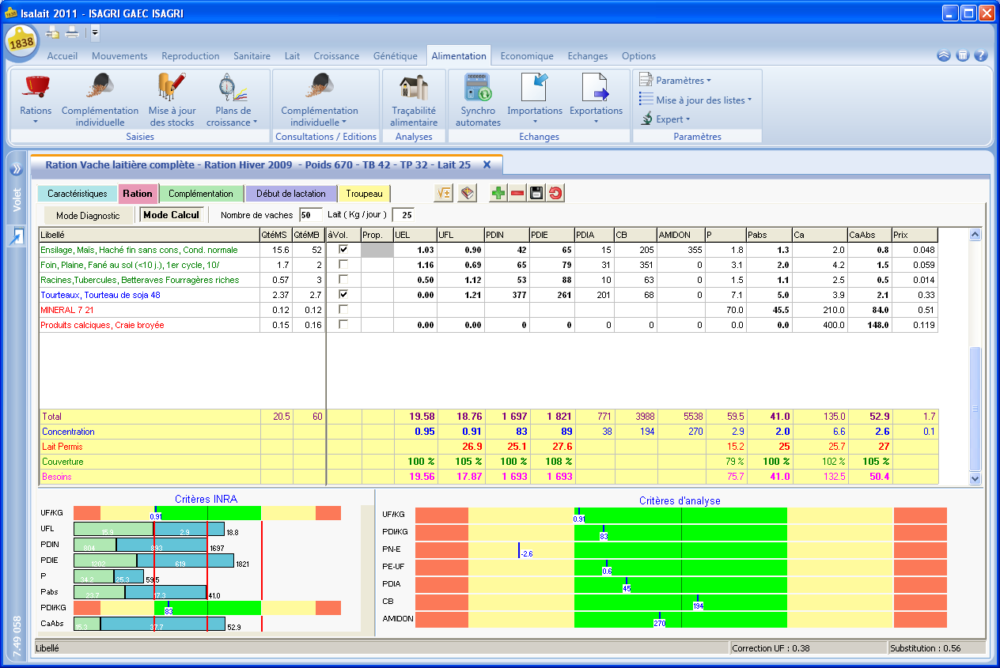 Isalait 2011 - ISAGRI GAEC ISAGRI
1838
Accueil Mouvements Reproduction Sanitaire Lait Croissance Génétique Alimentation Economique Echanges Options
Rations
Complémentation individuelle
Mise à jour des stocks
Plans de croissance
Saisies
Complémentation individuelle
Consultations / Editions
Traçabilité alimentaire
Analyses
Synchro automates
Importations
Exportations
Echanges
Paramètres
Mise à jour des listes
Expert
Paramètres
Volet
7.49 058
Ration Vache laitière complète - Ration Hiver 2009 - Poids 670 - TB 42 - TP 32 - Lait 25 X
Caractéristiques Ration Complémentation Début de lactation Troupeau
Mode Diagnostic Mode Calcul Nombre de vaches 50 Lait ( Kg / jour ) 25
Libellé QtéMS QtéMB àVol. Prop. UEL UFL PDIN PDIE PDIA CB AMIDON P Pabs Ca CaAbs Prix
Ensilage, Maïs, Haché fin sans cons, Cond. normale 15.6 52 1.03 0.90 42 65 15 205 355 1.8 1.3 2.0 0.8 0.048
Foin, Plaine, Fané au sol (<10 j.), 1er cycle, 10/ 1.7 2 1.16 0.69 65 79 31 351 0 3.1 2.0 4.2 1.5 0.059
Racines,Tubercules, Betteraves Fourragères riches 0.57 3 0.50 1.12 53 88 10 63 0 1.5 1.1 2.5 0.5 0.014
Tourteaux, Tourteau de soja 48 2.37 2.7 0.00 1.21 377 261 201 68 0 7.1 5.0 3.9 2.1 0.33
MINERAL 7 21 0.12 0.12 70.0 45.5 210.0 84.0 0.51
Produits calciques, Craie broyée 0.15 0.16 0.00 0.00 0 0 0 0 0 0.0 0.0 400.0 148.0 0.119
Total 20.5 60 19.58 18.76 1 697 1 821 771 3988 5538 59.5 41.0 135.0 52.9 1.7
Concentration 0.95 0.91 83 89 38 194 270 2.9 2.0 6.6 2.6 0.1
Lait Permis 26.9 25.1 27.6 15.2 25 25.7 27
Couverture 100 % 105 % 100 % 108 % 79 % 100 % 102 % 105 %
Besoins 19.56 17.87 1 693 1 693 75.7 41.0 132.5 50.4
Critères INRA
UF/KG 0.91
UFL 15.9 2.9 18.8
PDIN 804 893 1697
PDIE 1202 619 1821
P 34.2 25.3 59.5
Pabs 23.7 17.3 41.0
PDI/KG 83
CaAbs 15.3 37.7 52.9
Critères d'analyse
UF/KG 0.91
PDI/KG 83
PN-E -2.6
PE-UF 0.6
PDIA 45
CB 194
AMIDON 270
Libellé Correction UF : 0.38 Substitution : 0.56